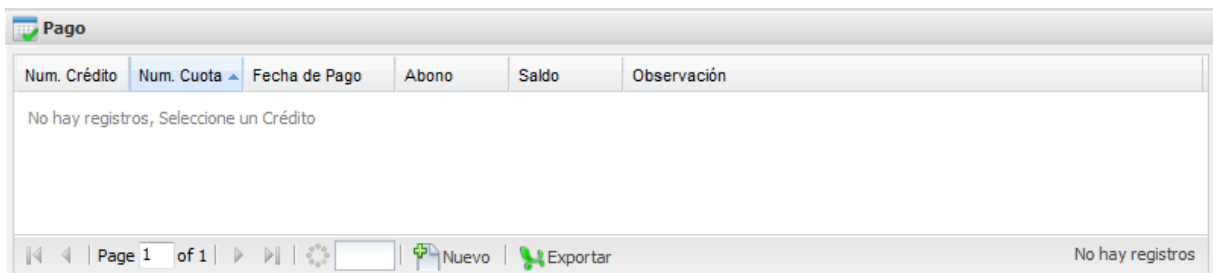 Pago
Num. Crédito Num. Cuota Fecha de Pago Abono Saldo Observación
No hay registros, Seleccione un Crédito
Page 1 of 1 Nuevo Exportar No hay registros